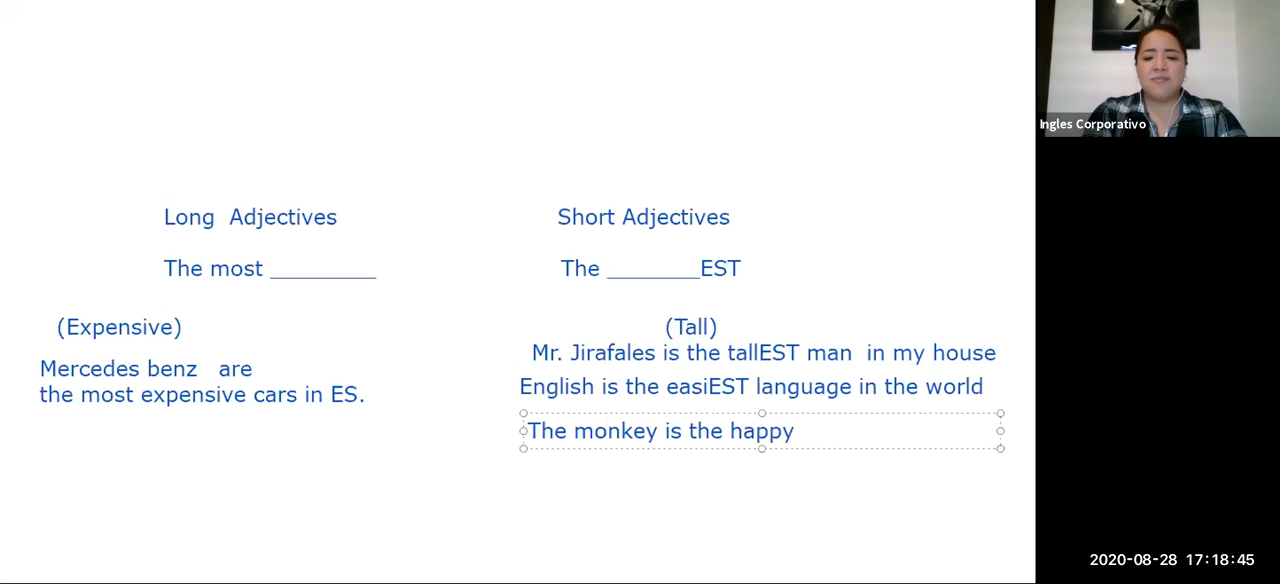 Long Adjectives
Short Adjectives
The most _________
The ________EST
(Expensive)
(Tall)
Mr. Jirafales is the tallEST man in my house
Mercedes benz are
the most expensive cars in ES.
English is the easiEST language in the world
The monkey is the happy
Ingles Corporativo
2020-08-28 17:18:45